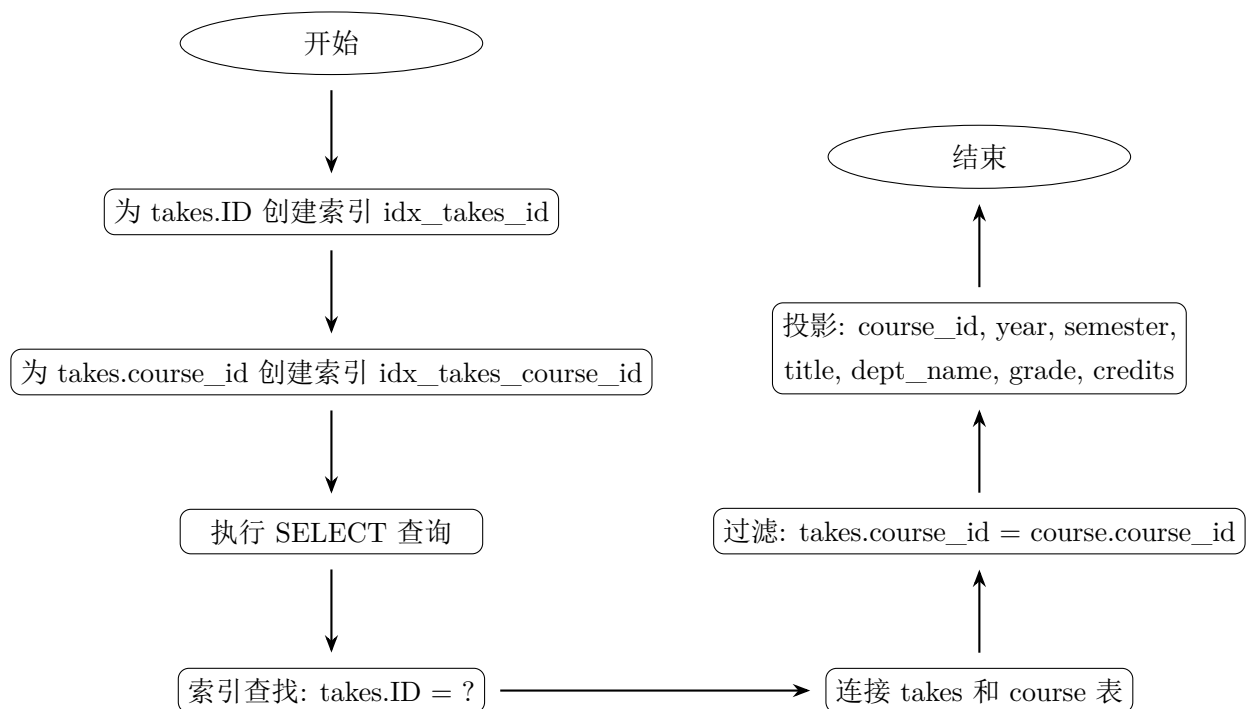 开始
为 takes.ID 创建索引 idx_takes_id
为 takes.course_id 创建索引 idx_takes_course_id
执行 SELECT 查询
索引查找: takes.ID = ?
连接 takes 和 course 表
过滤: takes.course_id = course.course_id
投影: course_id, year, semester,
title, dept_name, grade, credits
结束